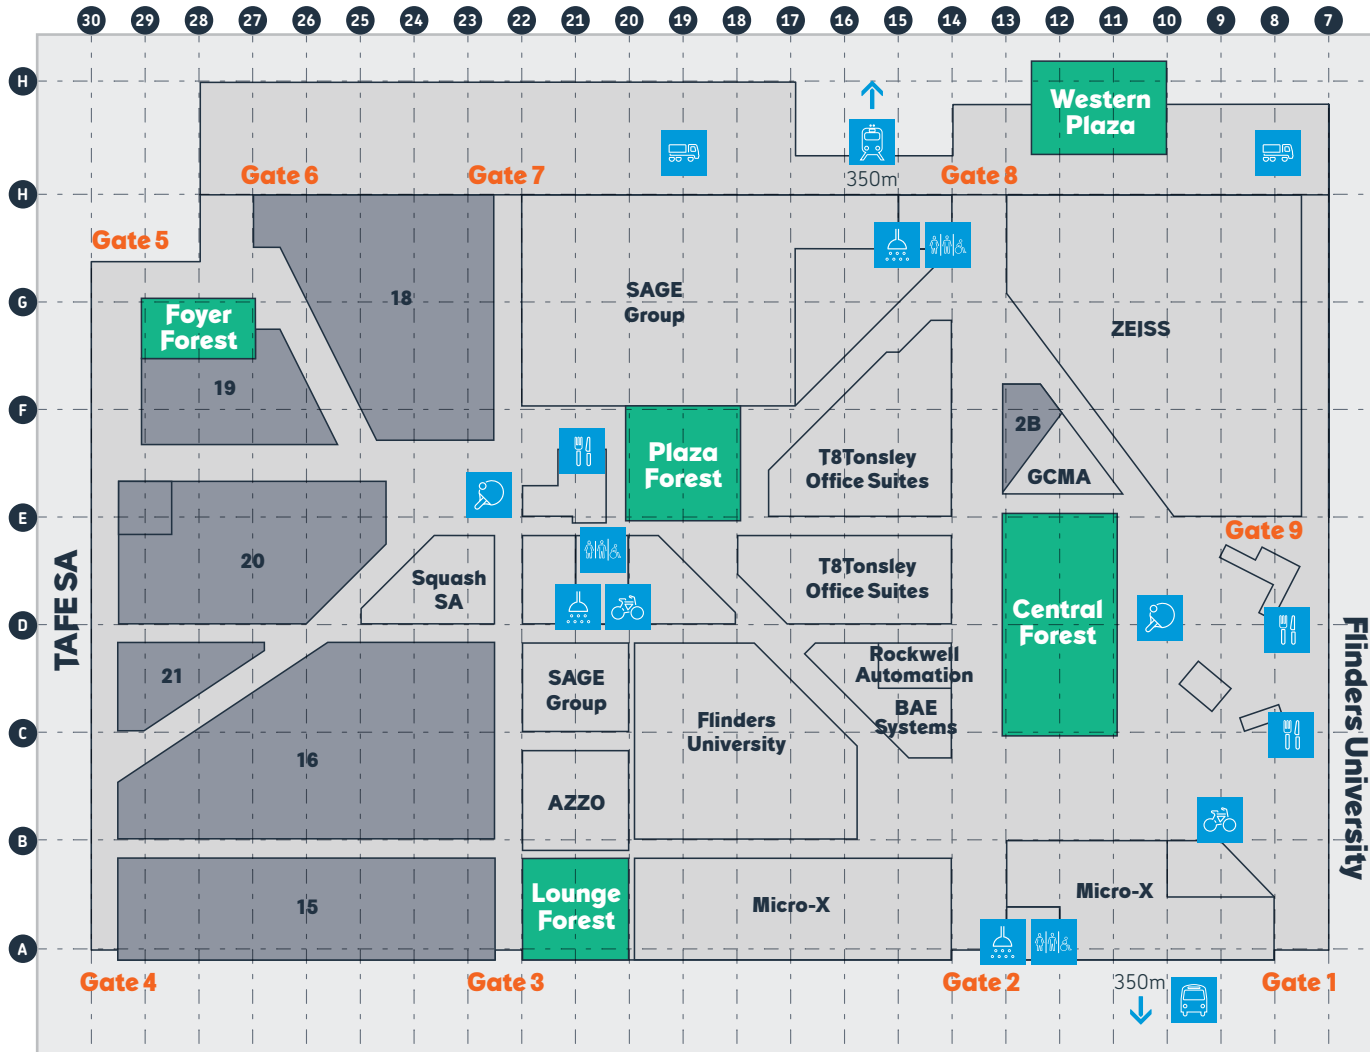 30 29 28 27 26 25 24 23 22 21 20 19 18 17 16 15 14 13 12 11 10 9 8 7
H
Western
Plaza
350m
Gate 6
Gate 7
Gate 8
H
Gate 5
18
SAGE
Group
G
Foyer
Forest
ZEISS
19
F
2B
Plaza
Forest
T8Tonsley
Office Suites
GCMA
E
Gate 9
20
Squash
SA
T8Tonsley
Office Suites
Central
Forest
TAFE SA
D
Flinders University
21
SAGE
Group
Rockwell
Automation
BAE
Systems
Flinders
University
C
16
AZZO
B
15
Lounge
Forest
Micro-X
Micro-X
A
Gate 4
Gate 3
Gate 2
350m
Gate 1